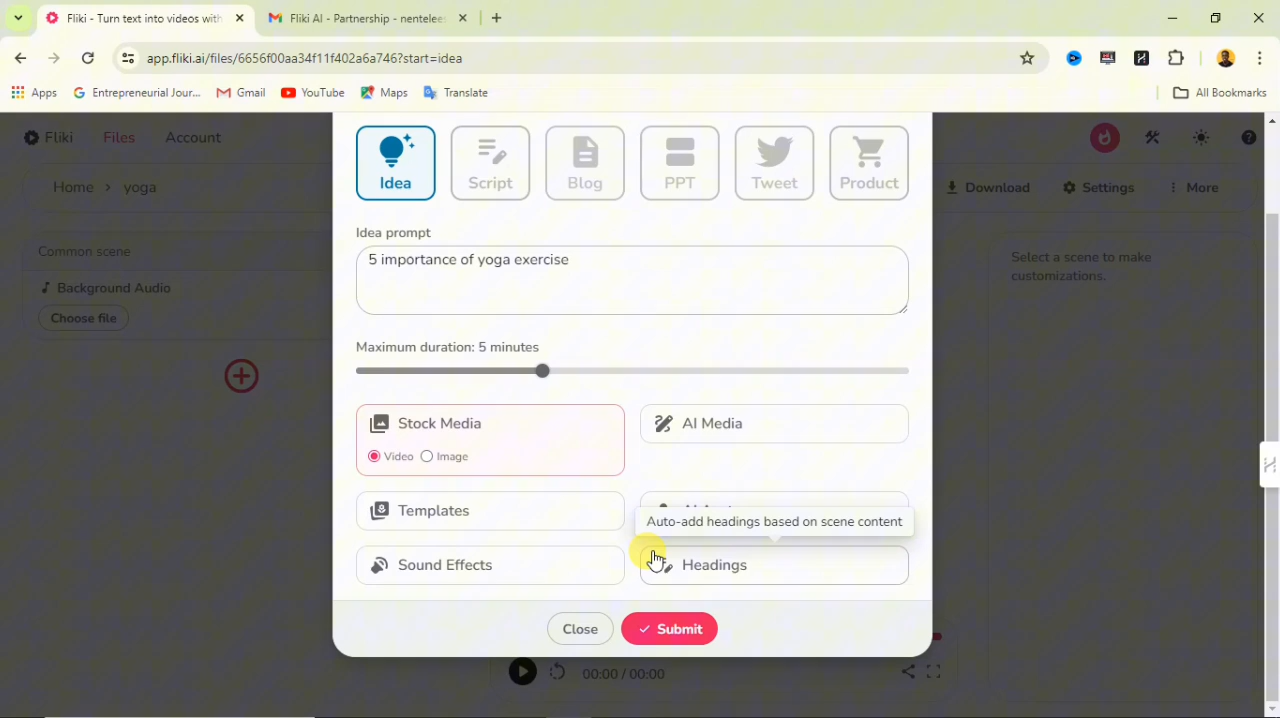 Fliki - Turn text into videos with
Fliki AI - Partnership - nentelee
app.fliki.ai/files/6656f00aa34f11f402a6a746?start=idea
Apps
Entrepreneurial Jour...
Gmail
YouTube
Maps
Translate
All Bookmarks
Fliki
Files
Account
Home > yoga
Download
Settings
More
Common scene
Background Audio
Choose file
Idea
Script
Blog
PPT
Tweet
Product
Idea prompt
5 importance of yoga exercise
Maximum duration: 5 minutes
Stock Media
Video
Image
AI Media
Templates
Auto-add headings based on scene content
Sound Effects
Headings
Close
Submit
Select a scene to make
customizations.
00:00 / 00:00